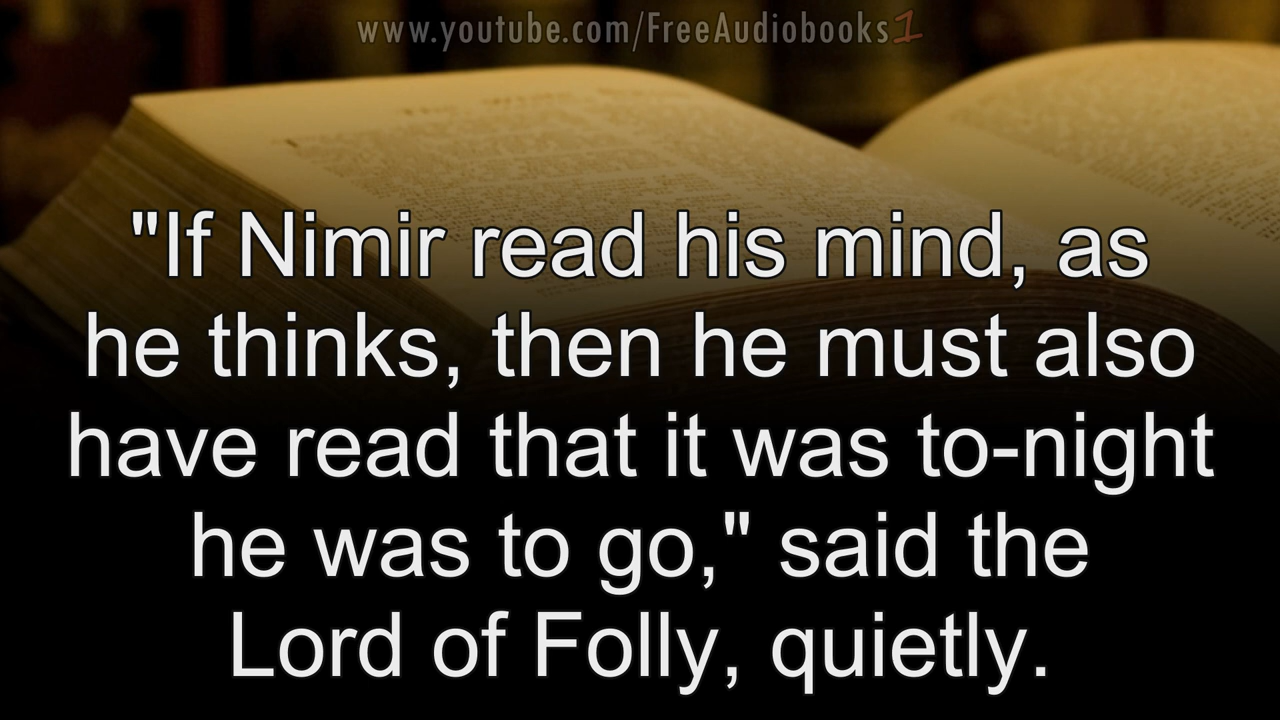 www.youtube.com/FreeAudiobooks1
"If Nimir read his mind, as
he thinks, then he must also
have read that it was to-night
he was to go," said the
Lord of Folly, quietly.